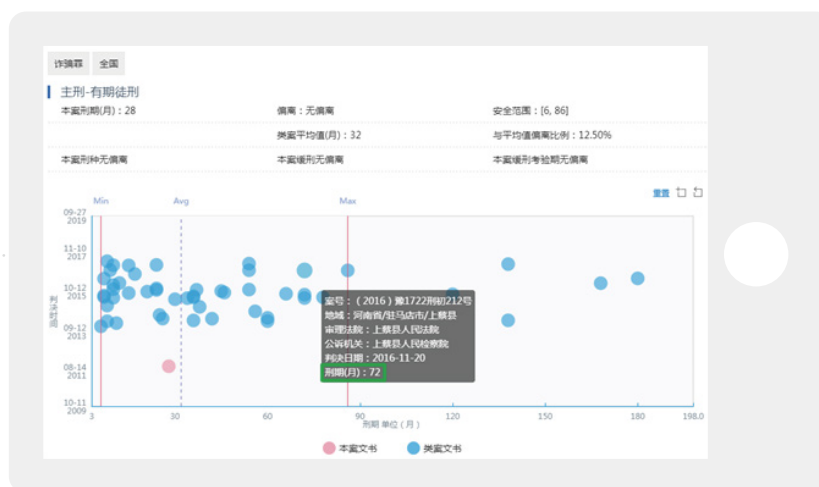 诈骗罪 全国
主刑-有期徒刑
本案刑期(月)：28 偏离：无偏离 安全范围：[6, 86]
类案平均值(月)：32 与平均值偏离比例：12.50%
本案刑种无偏离 本案缓刑无偏离 本案缓刑考验期无偏离
重置
Min Avg Max
09-27
2019
11-10
2017
10-12
2015
09-12
2013
08-14
2011
10-11
2009
案号：（2016）豫1722刑初212号
地域：河南省/驻马店市/上蔡县
审理法院：上蔡县人民法院
公诉机关：上蔡县人民检察院
判决日期：2016-11-20
刑期(月)：72
3 30 60 90 120 150 180 198.0
刑期 单位（月）
本案文书 类案文书